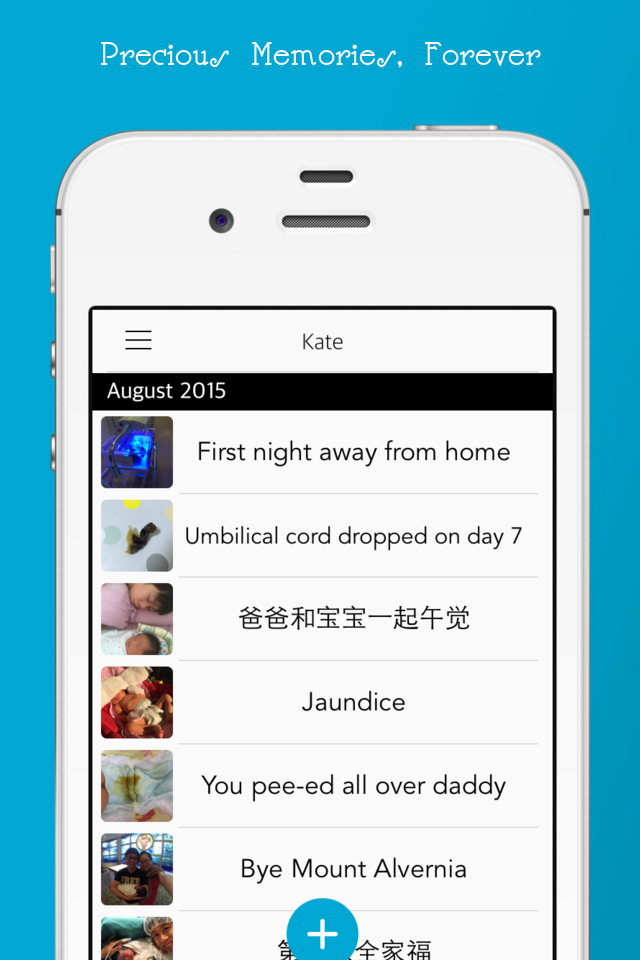 Precious Memories, Forever
Kate
August 2015
First night away from home
Umbilical cord dropped on day 7
爸爸和宝宝一起午觉
Jaundice
You pee-ed all over daddy
Bye Mount Alvernia
第 全家福